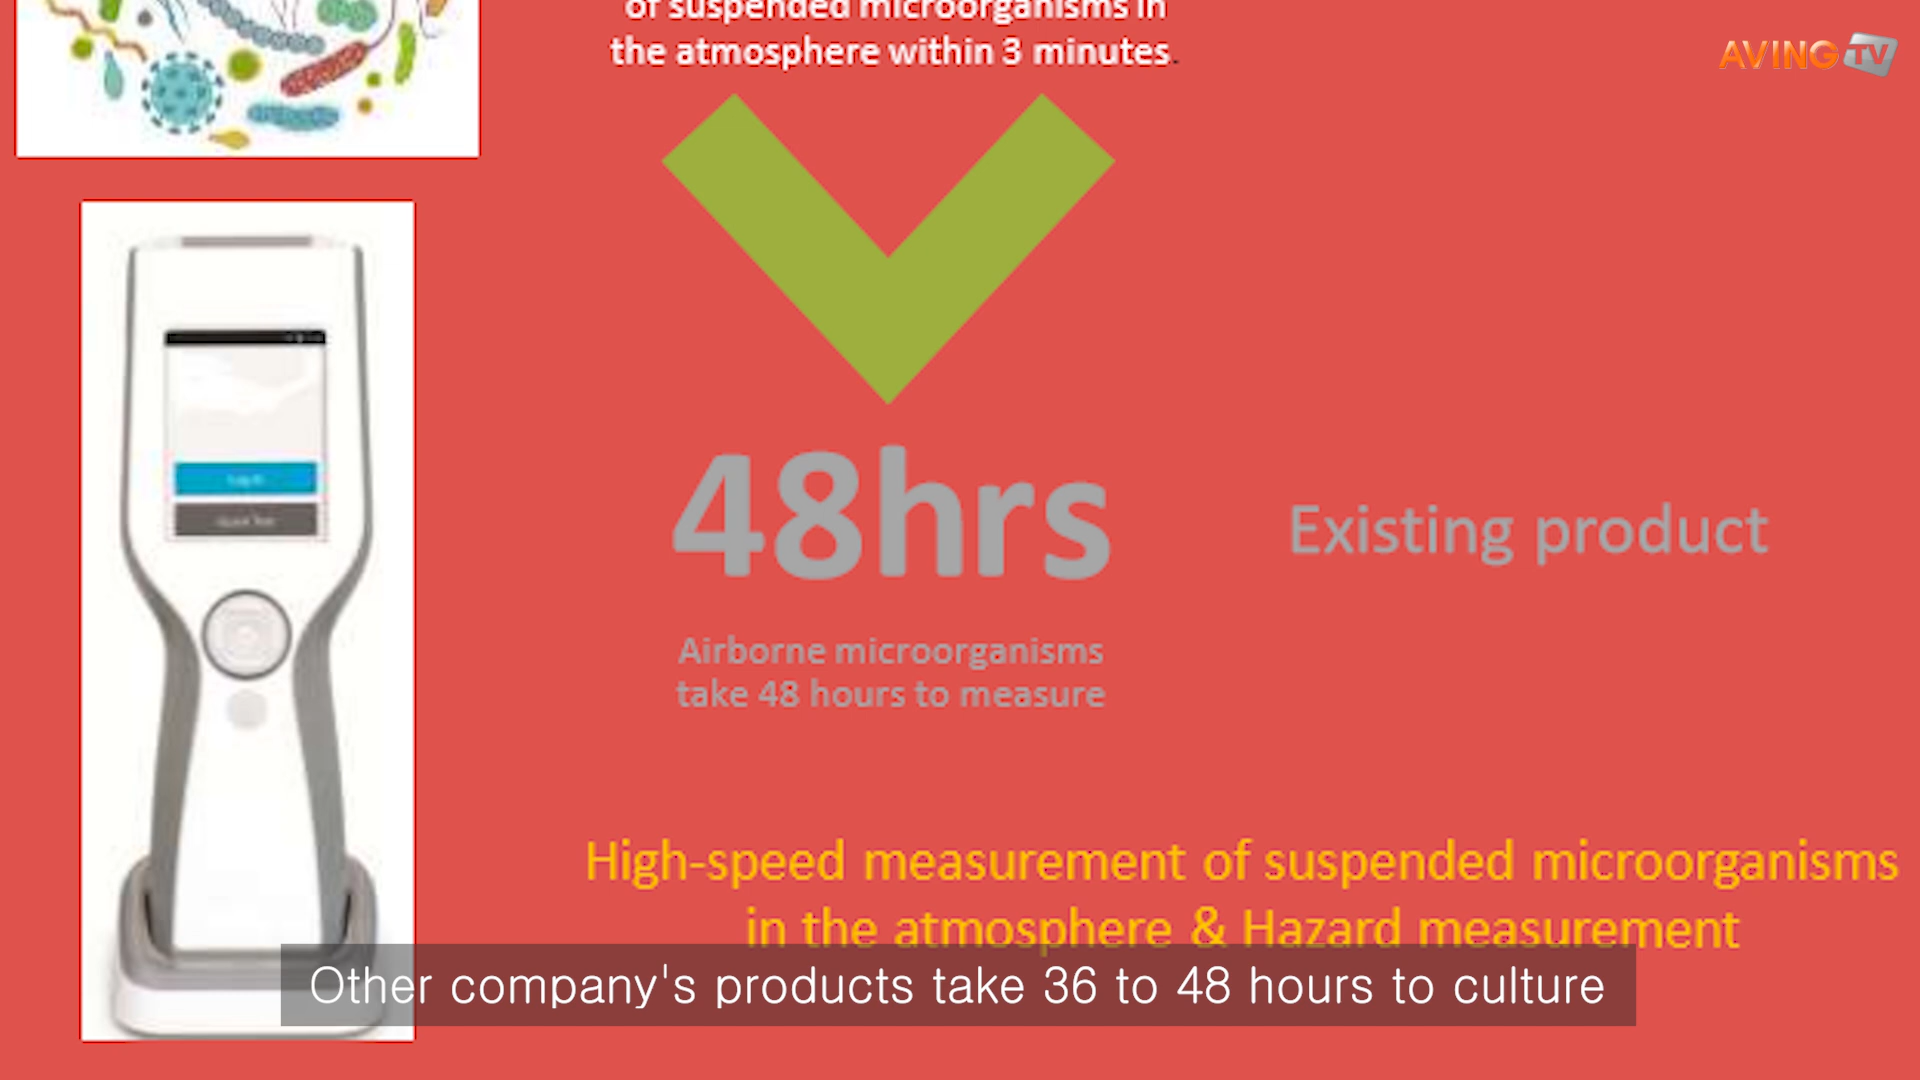 of suspended microorganisms in
the atmosphere within 3 minutes.
AVING TV
48hrs
Existing product
Airborne microorganisms
take 48 hours to measure
High-speed measurement of suspended microorganisms
in the atmosphere & Hazard measurement
Other company's products take 36 to 48 hours to culture